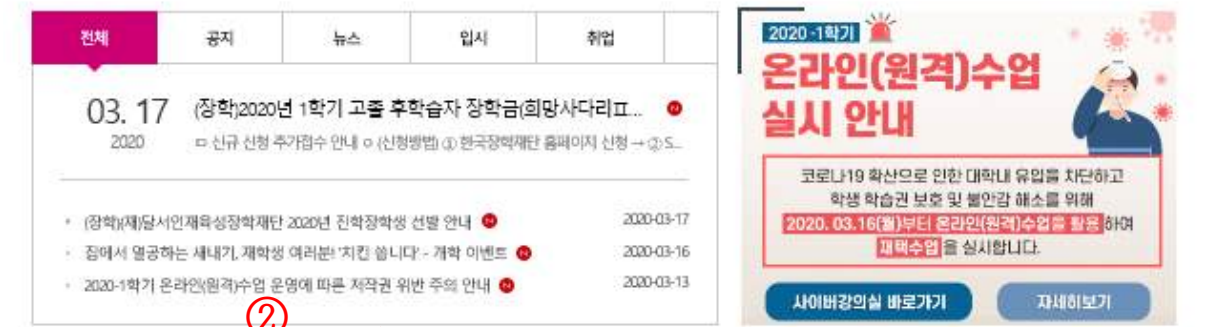 전체 공지 뉴스 입시 취업
03. 17
2020
(장학)2020년 1학기 고졸 후학습자 장학금(희망사다리Ⅱ...
ㅁ 신규 신청 추가접수 안내 ㅇ (신청방법) ① 한국장학재단 홈페이지 신청 → ② S...
(장학)(재)달서인재육성장학재단 2020년 진학장학생 선발 안내 N 2020-03-17
집에서 열공하는 새내기, 재학생 여러분! '치킨 쏩니다' - 개학 이벤트 N 2020-03-16
2020-1학기 온라인(원격)수업 운영에 따른 저작권 위반 주의 안내 N 2020-03-13
②
2020-1학기
온라인(원격)수업
실시 안내
코로나19 확산으로 인한 대학내 유입을 차단하고
학생 학습권 보호 및 불안감 해소를 위해
2020. 03.16(월)부터 온라인(원격)수업을 활용하여
재택수업을 실시합니다.
사이버강의실 바로가기
자세히보기